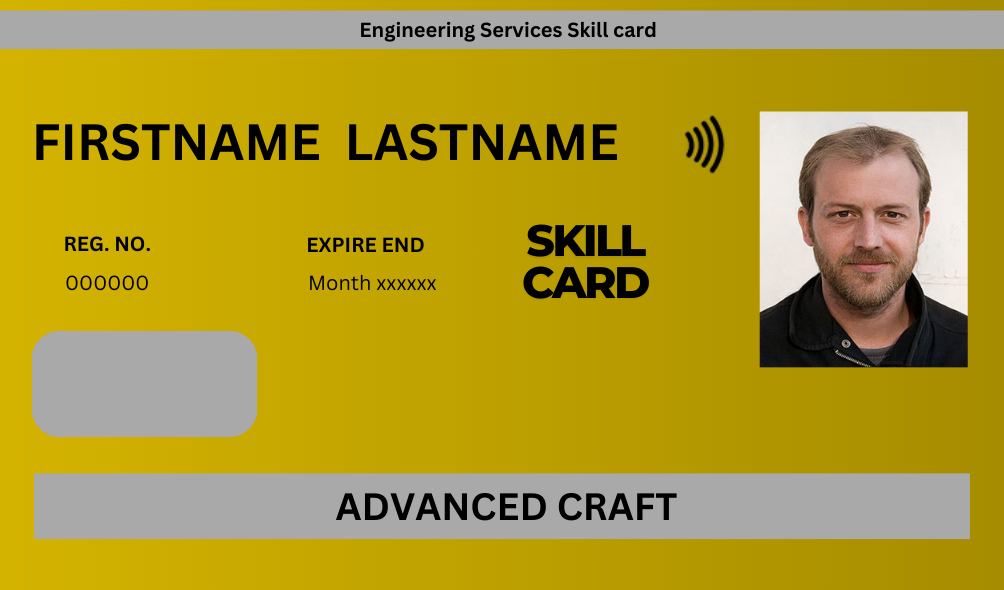 Engineering Services Skill card
FIRSTNAME LASTNAME
REG. NO.
EXPIRE END
000000
Month xxxxxx
SKILL
CARD
ADVANCED CRAFT